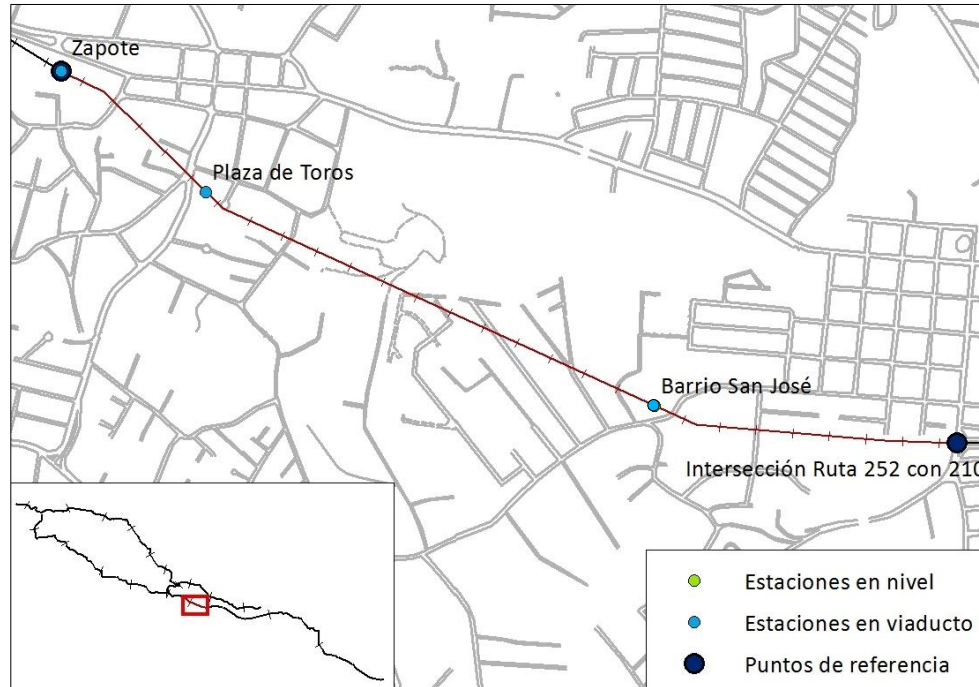 Zapote
Plaza de Toros
Barrio San José
Intersección Ruta 252 con 210
Estaciones en nivel
Estaciones en viaducto
Puntos de referencia